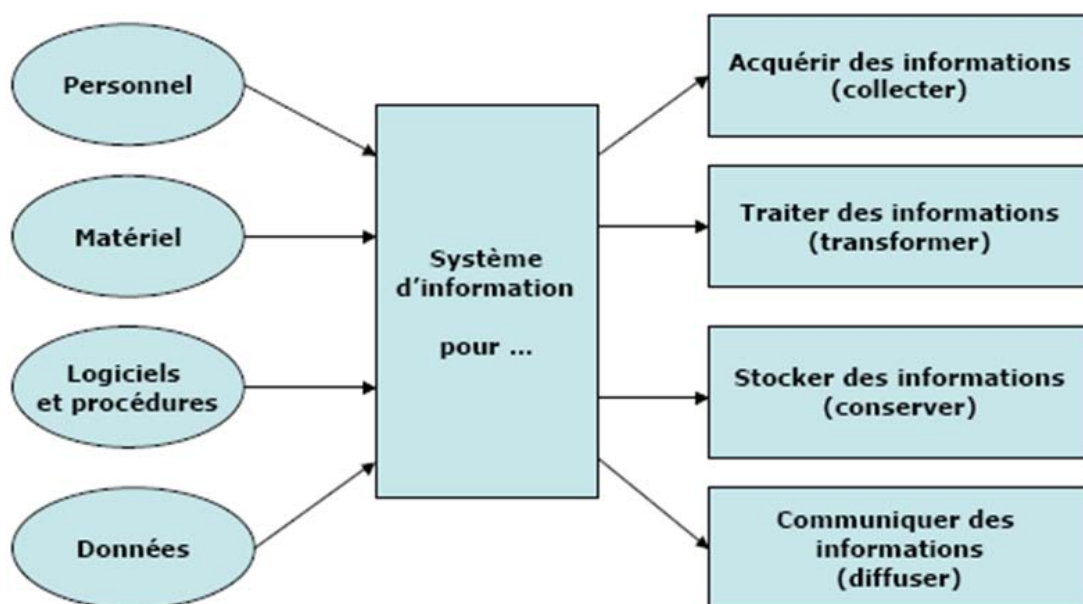 Personnel
Matériel
Logiciels
et procédures
Données
Système
d'information
pour ...
Acquérir des informations
(collecter)
Traiter des informations
(transformer)
Stocker des informations
(conserver)
Communiquer des
informations
(diffuser)